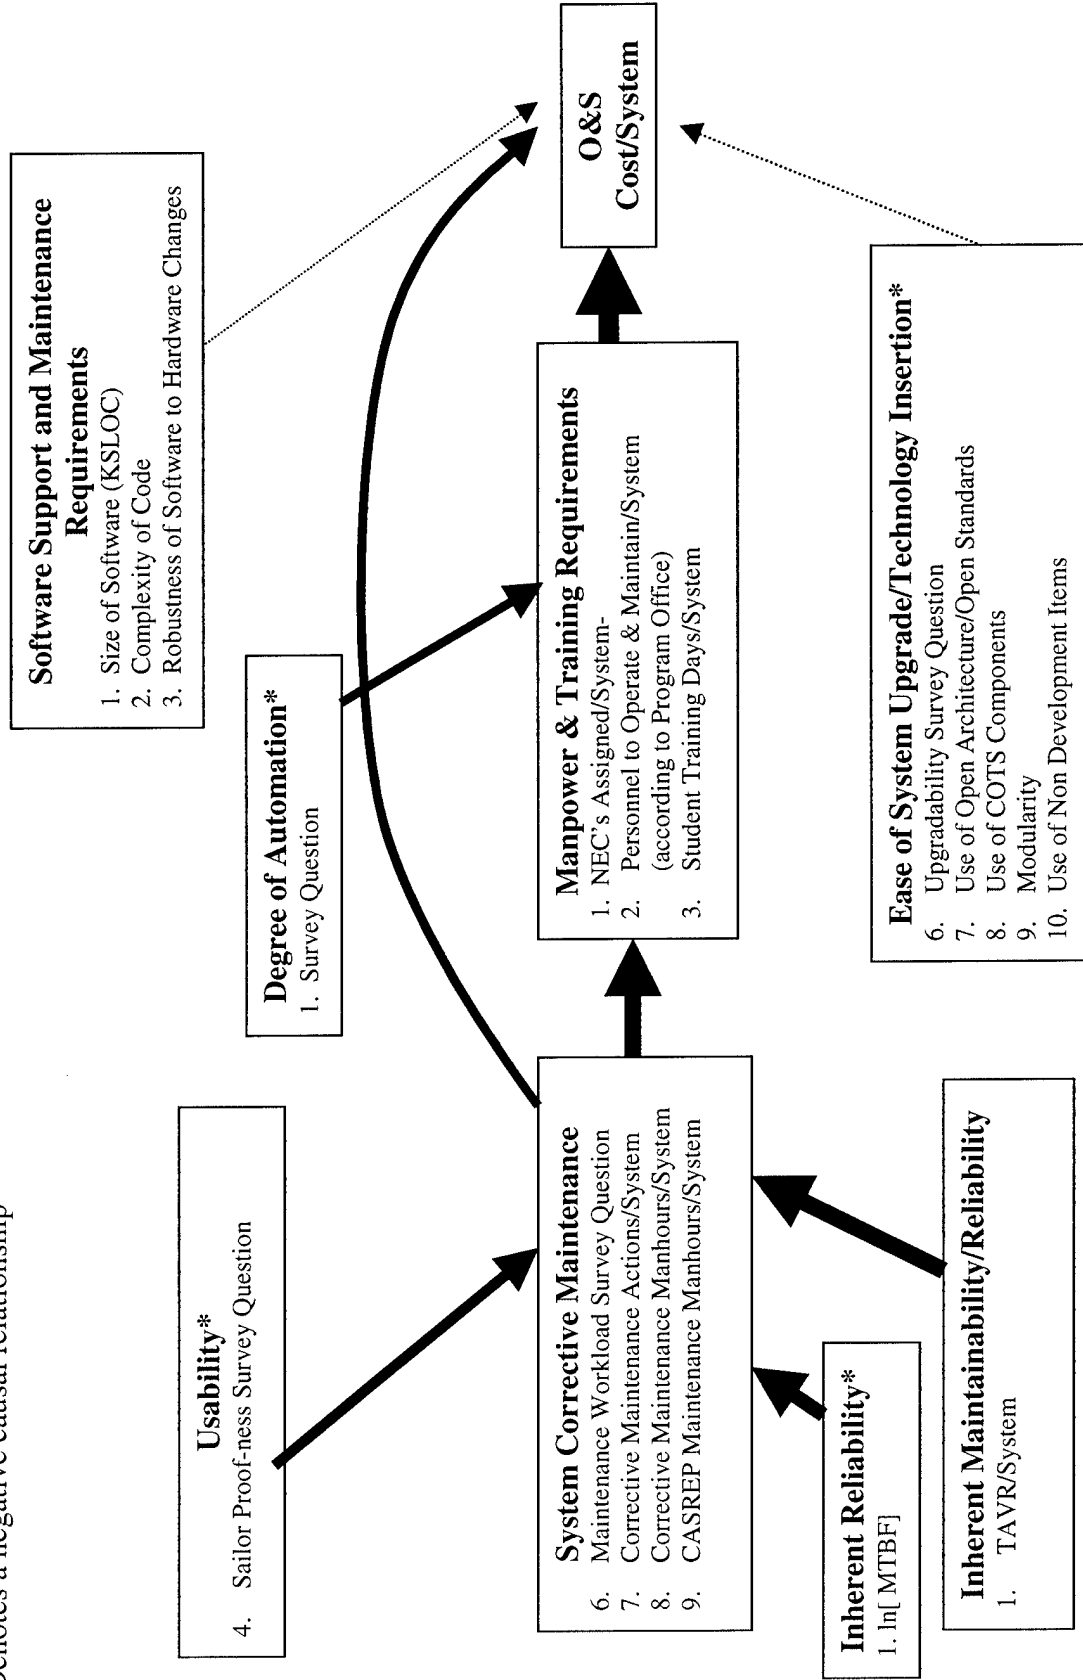 enotes a negative causal relationship
Usability*
4. Sailor Proof-ness Survey Question
Degree of Automation*
1. Survey Question
Software Support and Maintenance
Requirements
1. Size of Software (KSLOC)
2. Complexity of Code
3. Robustness of Software to Hardware Changes
System Corrective Maintenance
6. Maintenance Workload Survey Question
7. Corrective Maintenance Actions/System
8. Corrective Maintenance Manhours/System
9. CASREP Maintenance Manhours/System
Manpower & Training Requirements
1. NEC's Assigned/System-
2. Personnel to Operate & Maintain/System
(according to Program Office)
3. Student Training Days/System
O&S
Cost/System
Inherent Reliability*
1. ln[ MTBF]
Inherent Maintainability/Reliability
1. TAVR/System
Ease of System Upgrade/Technology Insertion*
6. Upgradability Survey Question
7. Use of Open Architecture/Open Standards
8. Use of COTS Components
9. Modularity
10. Use of Non Development Items